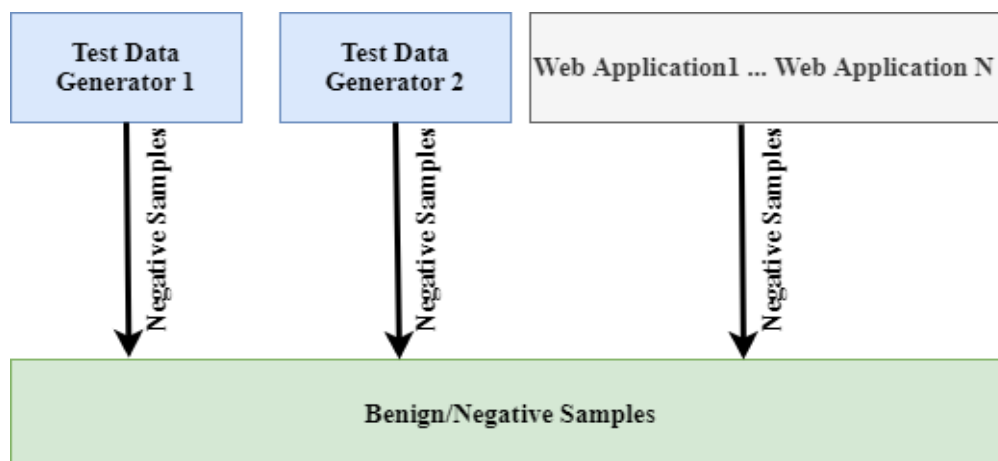 Test Data
Generator 1
Test Data
Generator 2
Web Application1 ... Web Application N
Negative Samples
Negative Samples
Negative Samples
Benign/Negative Samples